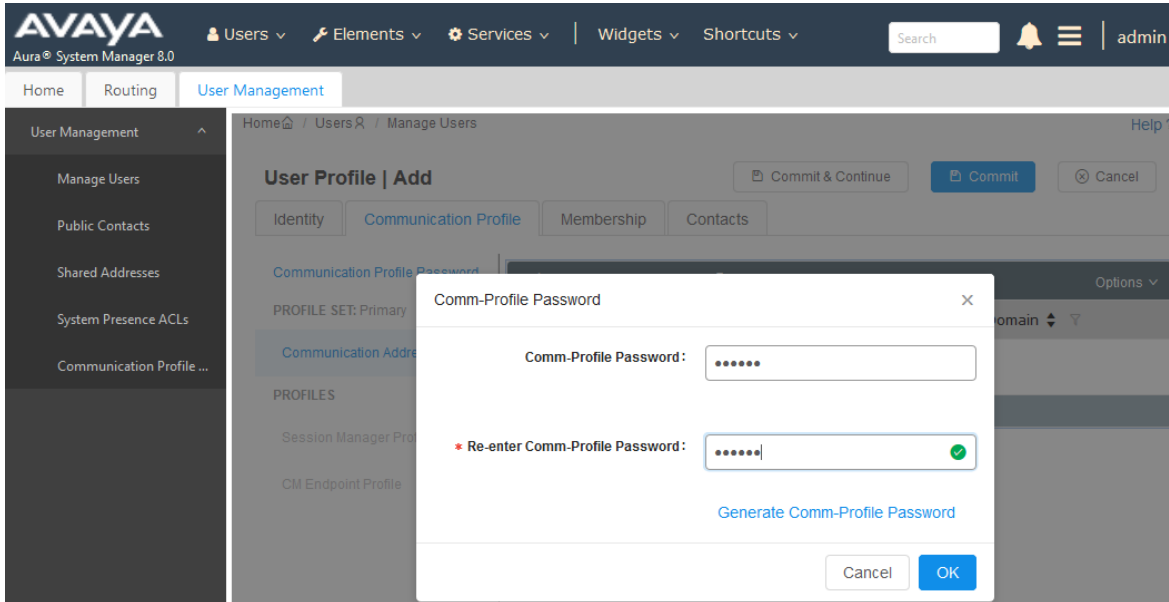 AVAYA
Aura® System Manager 8.0
Users Elements Services | Widgets Shortcuts Search admin
Home Routing User Management
User Management
Manage Users
Public Contacts
Shared Addresses
System Presence ACLs
Communication Profile ...
Home / Users / Manage Users Help
User Profile | Add Commit & Continue Commit Cancel
Identity Communication Profile Membership Contacts
Communication Profile Password
Options
PROFILE SET: Primary
Communication Addre
PROFILES
Session Manager Prof
CM Endpoint Profile
Comm-Profile Password
Comm-Profile Password:
••••••
* Re-enter Comm-Profile Password:
••••••
Generate Comm-Profile Password
Cancel OK